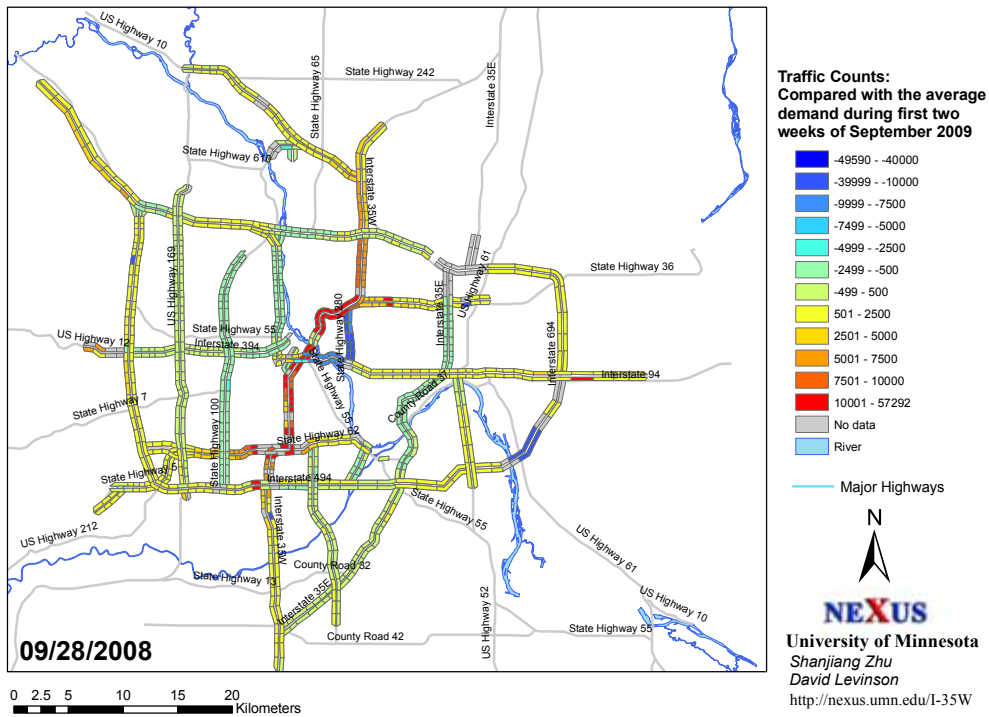 US Highway 10
State Highway 65
State Highway 242
Interstate 35E
State Highway 610
Interstate 35W
US Highway 169
US Highway 61
State Highway 36
Interstate 35E
State Highway 280
US Highway 12
State Highway 55
Interstate 394
Interstate 694
Interstate 94
State Highway 7
State Highway 55
County Road 37
State Highway 100
State Highway 62
State Highway 5
Interstate 494
US Highway 212
Interstate 35W
State Highway 55
County Road 32
State Highway 13
Interstate 35E
US Highway 61
US Highway 52
US Highway 10
State Highway 55
County Road 42
09/28/2008
0 2.5 5 10 15 20
Kilometers
Traffic Counts:
Compared with the average
demand during first two
weeks of September 2009
-49590 - -40000
-39999 - -10000
-9999 - -7500
-7499 - -5000
-4999 - -2500
-2499 - -500
-499 - 500
501 - 2500
2501 - 5000
5001 - 7500
7501 - 10000
10001 - 57292
No data
River
Major Highways
N
NEXUS
University of Minnesota
Shanjiang Zhu
David Levinson
http://nexus.umn.edu/I-35W